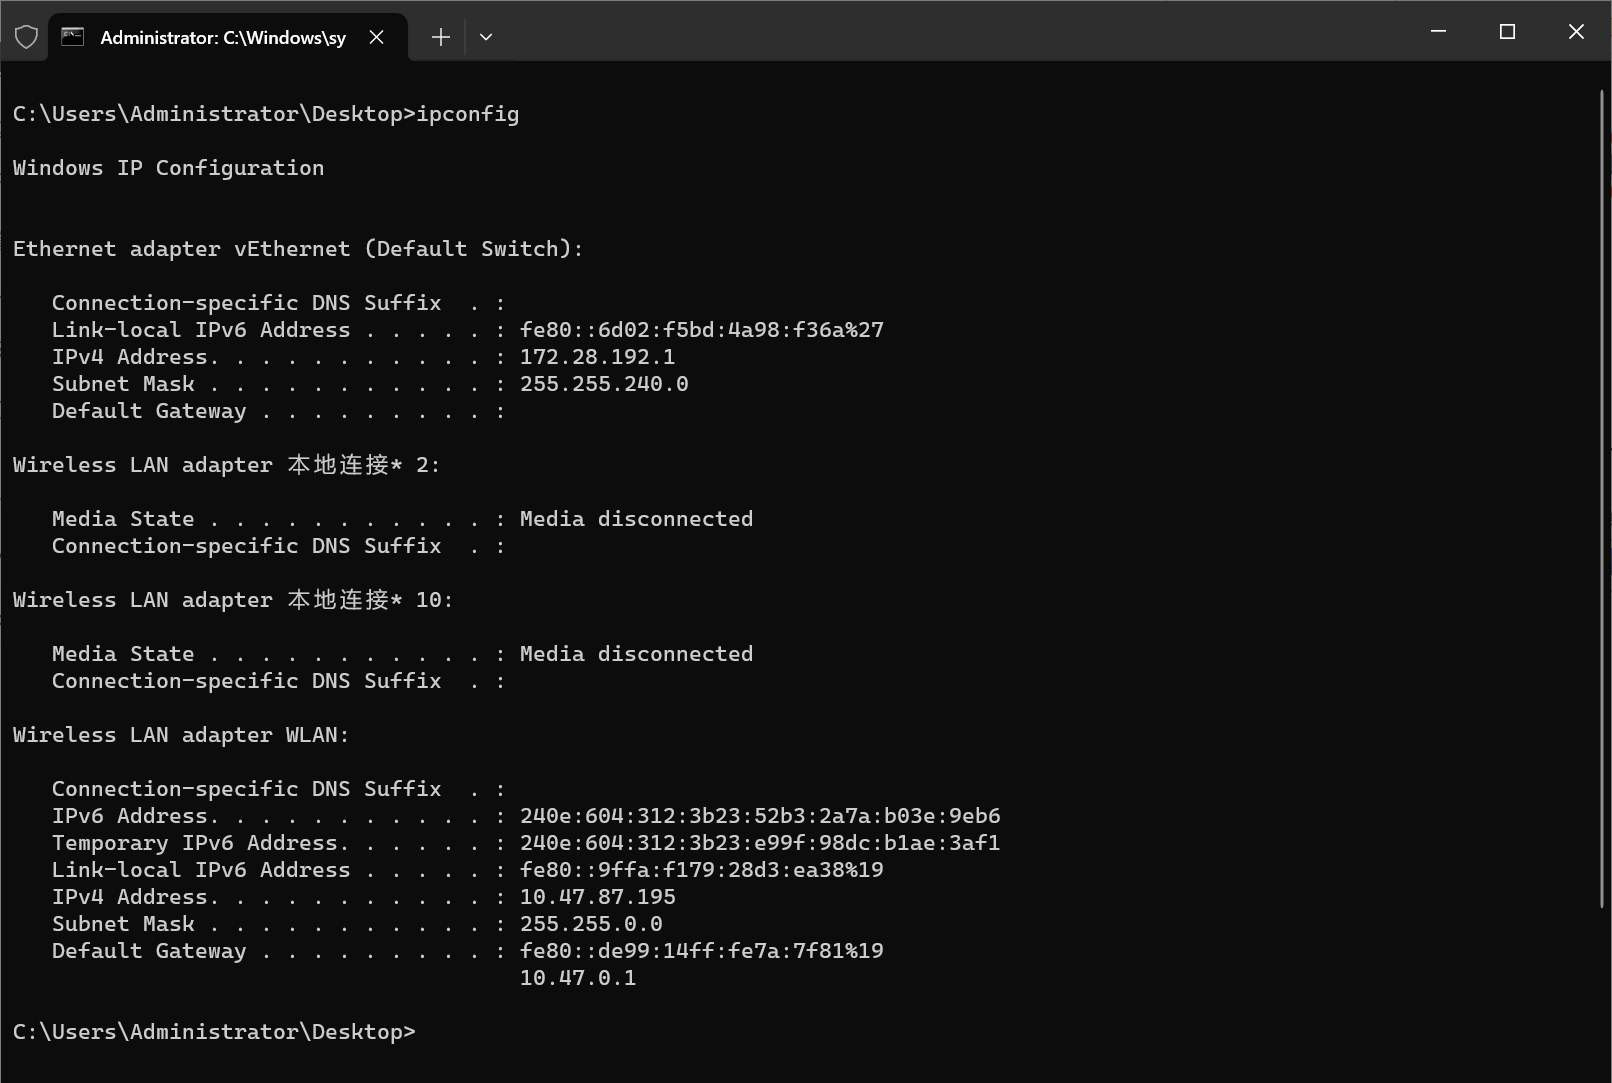 Administrator: C:\Windows\sy
C:\Users\Administrator\Desktop>ipconfig
Windows IP Configuration
Ethernet adapter vEthernet (Default Switch):
Connection-specific DNS Suffix  . :
Link-local IPv6 Address . . . . . : fe80::6d02:f5bd:4a98:f36a%27
IPv4 Address. . . . . . . . . . . : 172.28.192.1
Subnet Mask . . . . . . . . . . . : 255.255.240.0
Default Gateway . . . . . . . . . :
Wireless LAN adapter 本地连接* 2:
Media State . . . . . . . . . . . : Media disconnected
Connection-specific DNS Suffix  . :
Wireless LAN adapter 本地连接* 10:
Media State . . . . . . . . . . . : Media disconnected
Connection-specific DNS Suffix  . :
Wireless LAN adapter WLAN:
Connection-specific DNS Suffix  . :
IPv6 Address. . . . . . . . . . . : 240e:604:312:3b23:52b3:2a7a:b03e:9eb6
Temporary IPv6 Address. . . . . . : 240e:604:312:3b23:e99f:98dc:b1ae:3af1
Link-local IPv6 Address . . . . . : fe80::9ffa:f179:28d3:ea38%19
IPv4 Address. . . . . . . . . . . : 10.47.87.195
Subnet Mask . . . . . . . . . . . : 255.255.0.0
Default Gateway . . . . . . . . . : fe80::de99:14ff:fe7a:7f81%19
10.47.0.1
C:\Users\Administrator\Desktop>